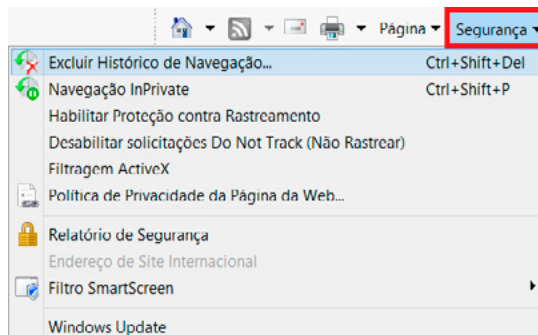 Página Segurança
Excluir Histórico de Navegação... Ctrl+Shift+Del
Navegação InPrivate Ctrl+Shift+P
Habilitar Proteção contra Rastreamento
Desabilitar solicitações Do Not Track (Não Rastrear)
Filtragem ActiveX
Política de Privacidade da Página da Web...
Relatório de Segurança
Endereço de Site Internacional
Filtro SmartScreen
Windows Update